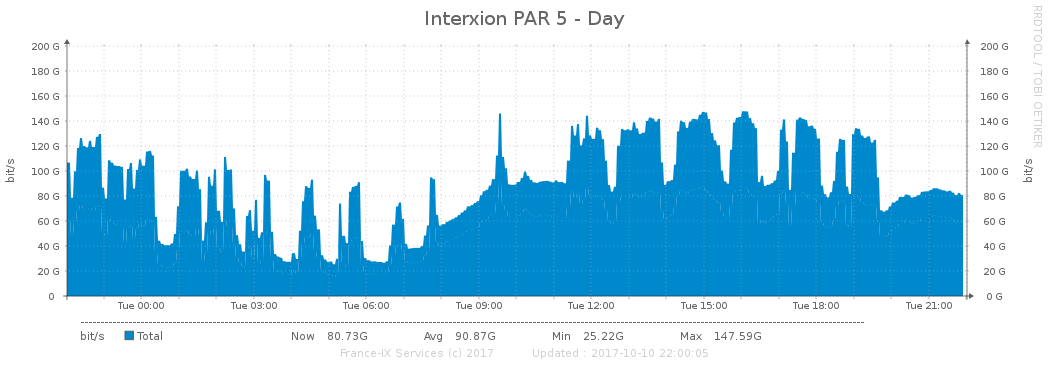 Interxion PAR 5 - Day
RRDTOOL / TOBI OETIKER
bit/s
200 G
180 G
160 G
140 G
120 G
100 G
80 G
60 G
40 G
20 G
0
200 G
180 G
160 G
140 G
120 G
100 G
80 G
60 G
40 G
20 G
0 G
bit/s
Tue 00:00 Tue 03:00 Tue 06:00 Tue 09:00 Tue 12:00 Tue 15:00 Tue 18:00 Tue 21:00
bit/s Total Now 80.73G Avg 90.87G Min 25.22G Max 147.59G
France-IX Services (c) 2017 Updated : 2017-10-10 22:00:05